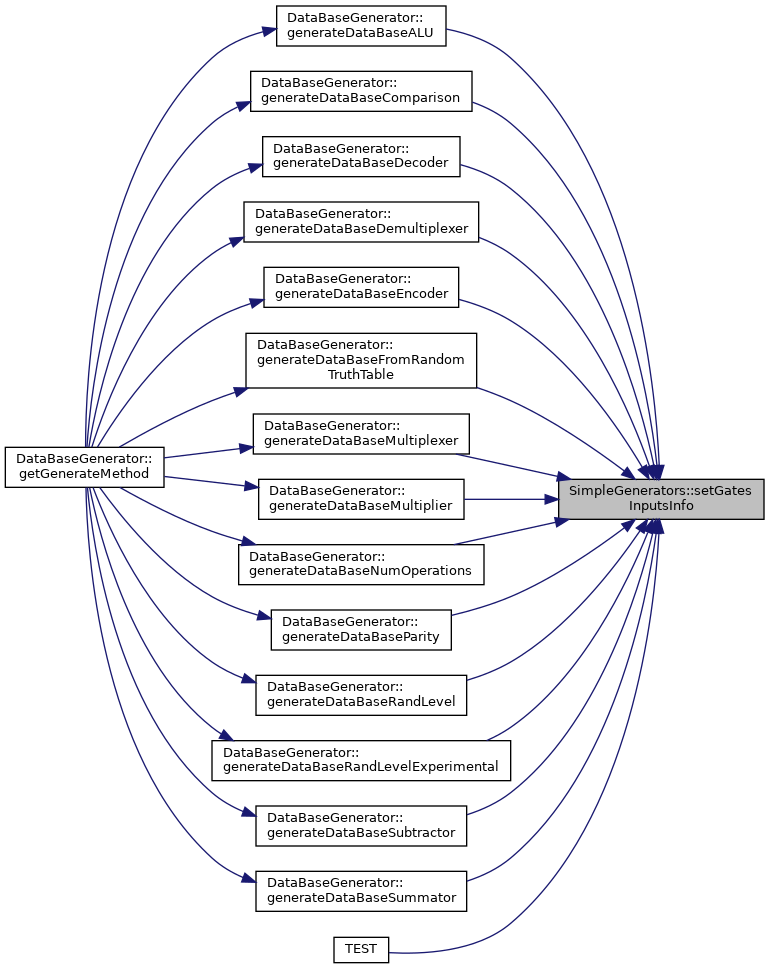 DataBaseGenerator::
generateDataBaseALU
DataBaseGenerator::
generateDataBaseComparison
DataBaseGenerator::
generateDataBaseDecoder
DataBaseGenerator::
generateDataBaseDemultiplexer
DataBaseGenerator::
generateDataBaseEncoder
DataBaseGenerator::
generateDataBaseFromRandom
TruthTable
DataBaseGenerator::
generateDataBaseMultiplexer
DataBaseGenerator::
getGenerateMethod
DataBaseGenerator::
generateDataBaseMultiplier
SimpleGenerators::setGates
InputsInfo
DataBaseGenerator::
generateDataBaseNumOperations
DataBaseGenerator::
generateDataBaseParity
DataBaseGenerator::
generateDataBaseRandLevel
DataBaseGenerator::
generateDataBaseRandLevelExperimental
DataBaseGenerator::
generateDataBaseSubtractor
DataBaseGenerator::
generateDataBaseSummator
TEST